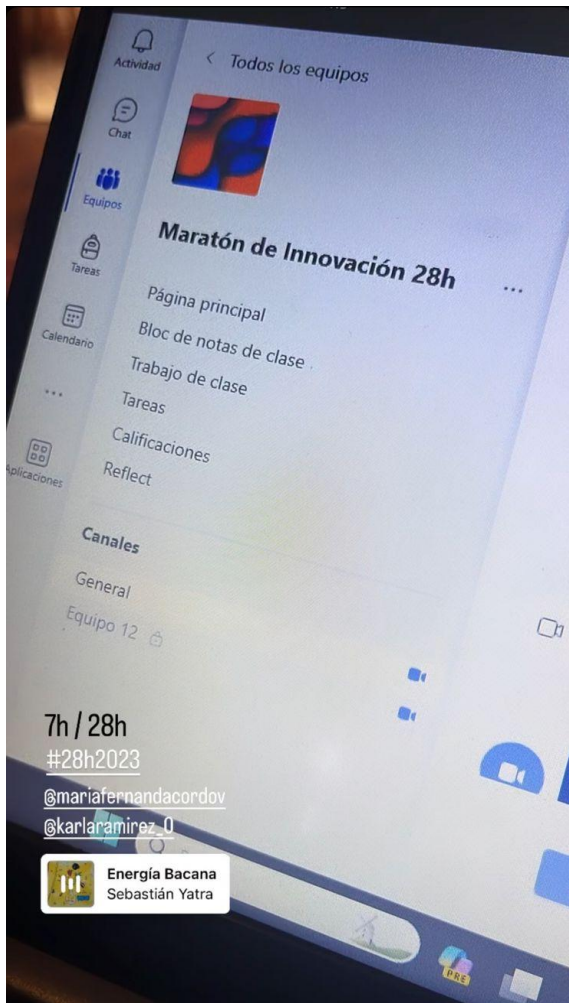 Actividad
Todos los equipos
Chat
Equipos
Maratón de Innovación 28h
Tareas
Página principal
Calendario
Bloc de notas de clase
Trabajo de clase
Tareas
Calificaciones
Aplicaciones
Reflect
Canales
General
Equipo 12
7h / 28h
#28h2023
@mariafernandacordov
@karlaramirez_0
Energía Bacana
Sebastián Yatra
PRE